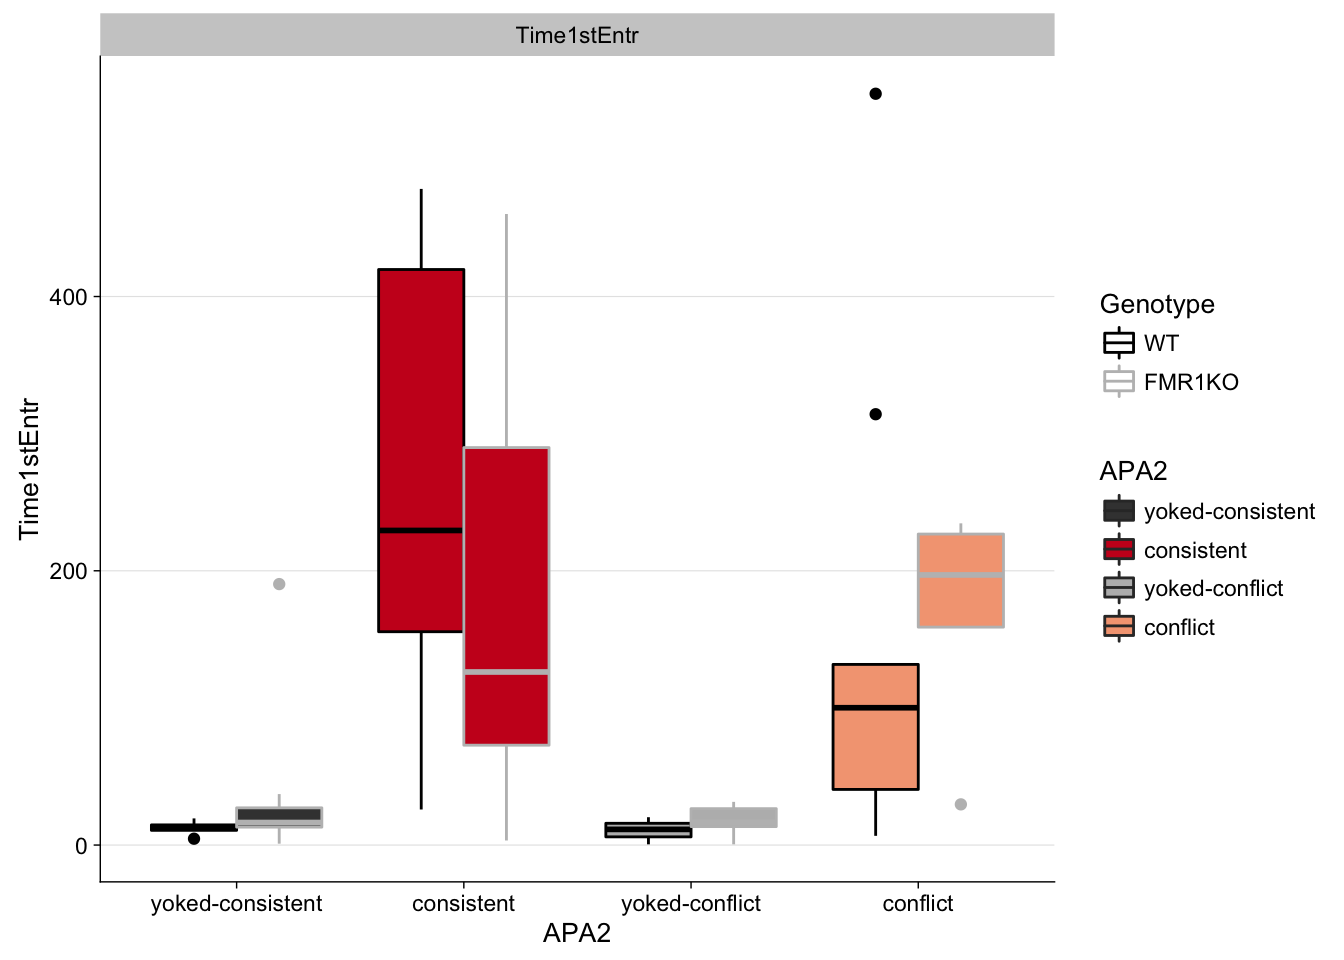 Time1stEntr
Time1stEntr
400
200
0
yoked-consistent
consistent
yoked-conflict
conflict
APA2
Genotype
WT
FMR1KO
APA2
yoked-consistent
consistent
yoked-conflict
conflict